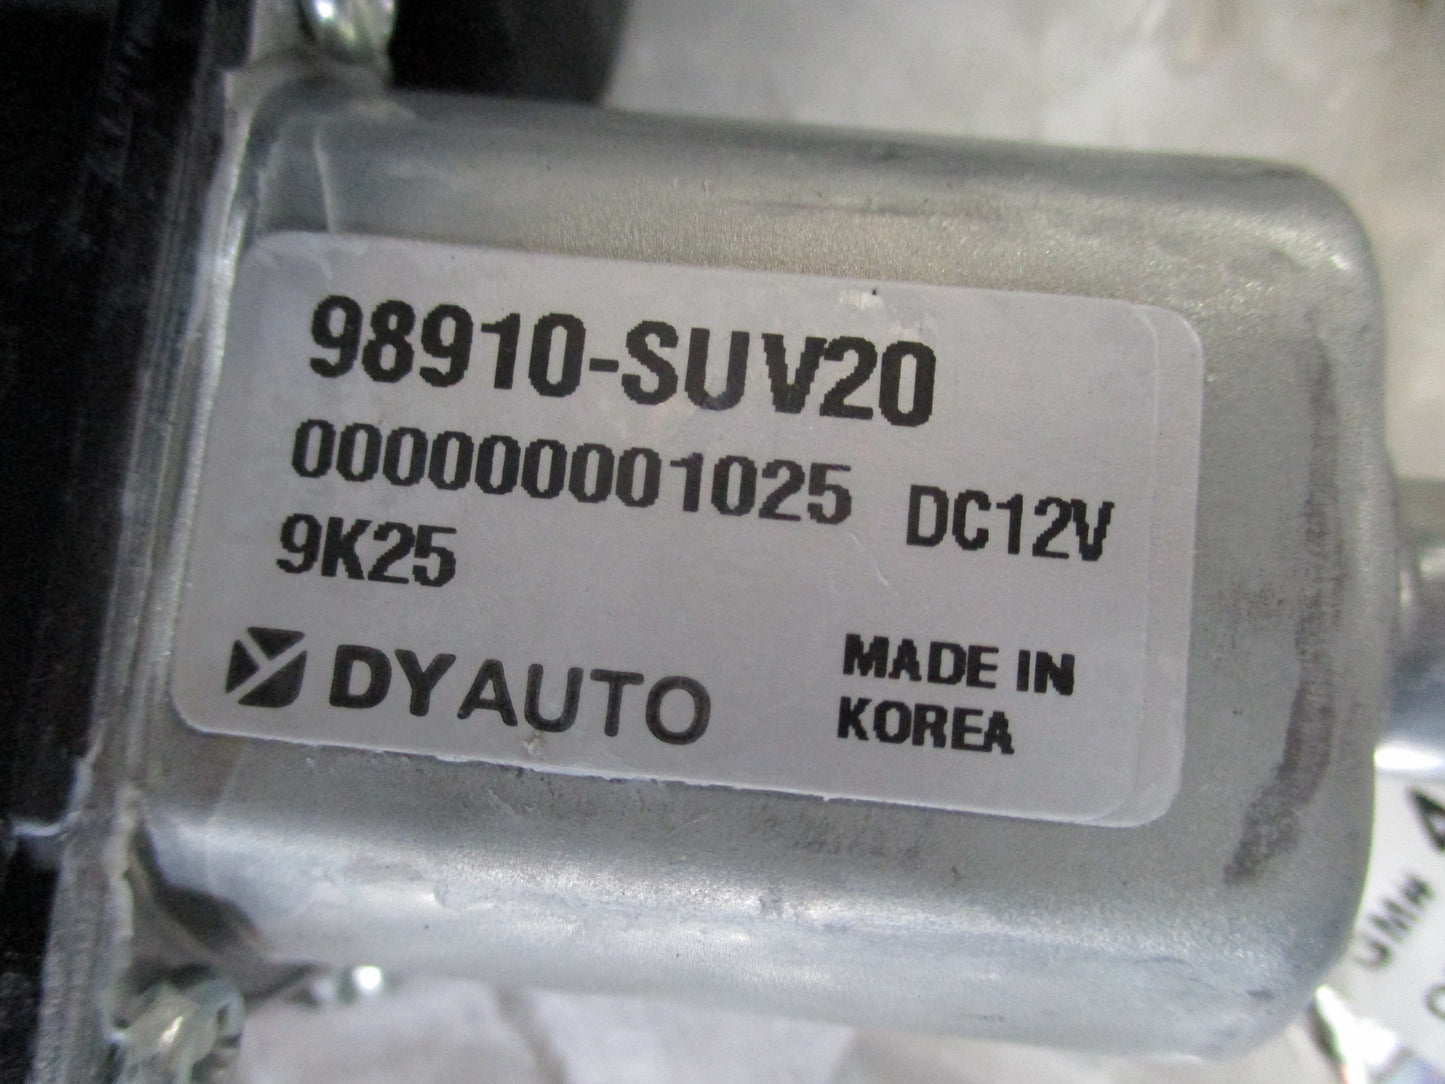 98910-SUV20
000000001025 DC12V
9K25
DYAUTO
MADE IN
KOREA